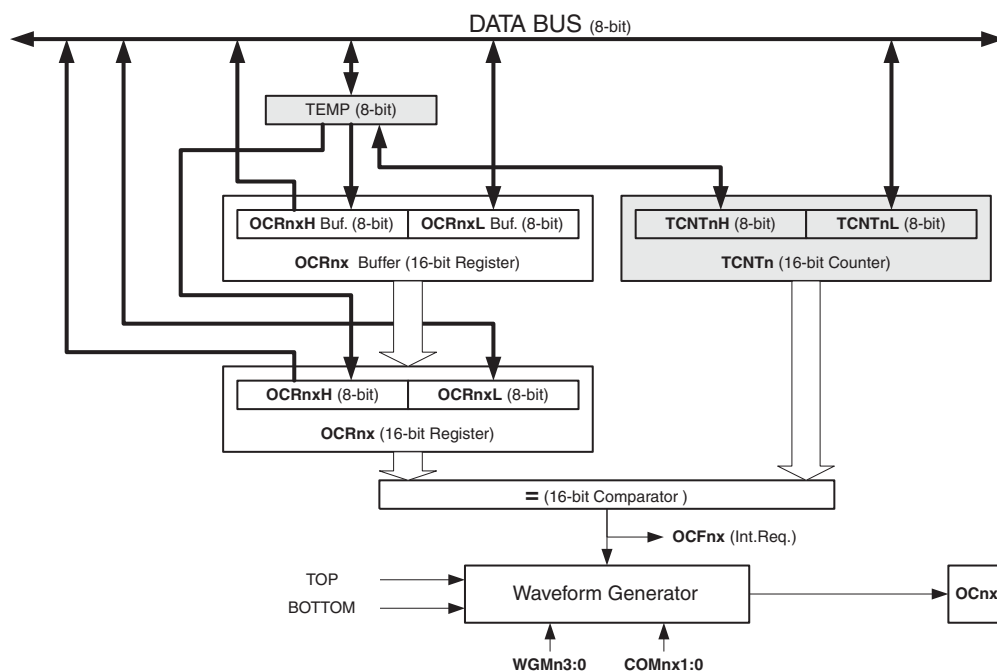 DATA BUS (8-bit)
TEMP (8-bit)
OCRnxH Buf. (8-bit)
OCRnxL Buf. (8-bit)
OCRnx Buffer (16-bit Register)
TCNTnH (8-bit)
TCNTnL (8-bit)
TCNTn (16-bit Counter)
OCRnxH (8-bit)
OCRnxL (8-bit)
OCRnx (16-bit Register)
= (16-bit Comparator )
OCFnx (Int.Req.)
TOP
BOTTOM
Waveform Generator
OCnx
WGMn3:0
COMnx1:0